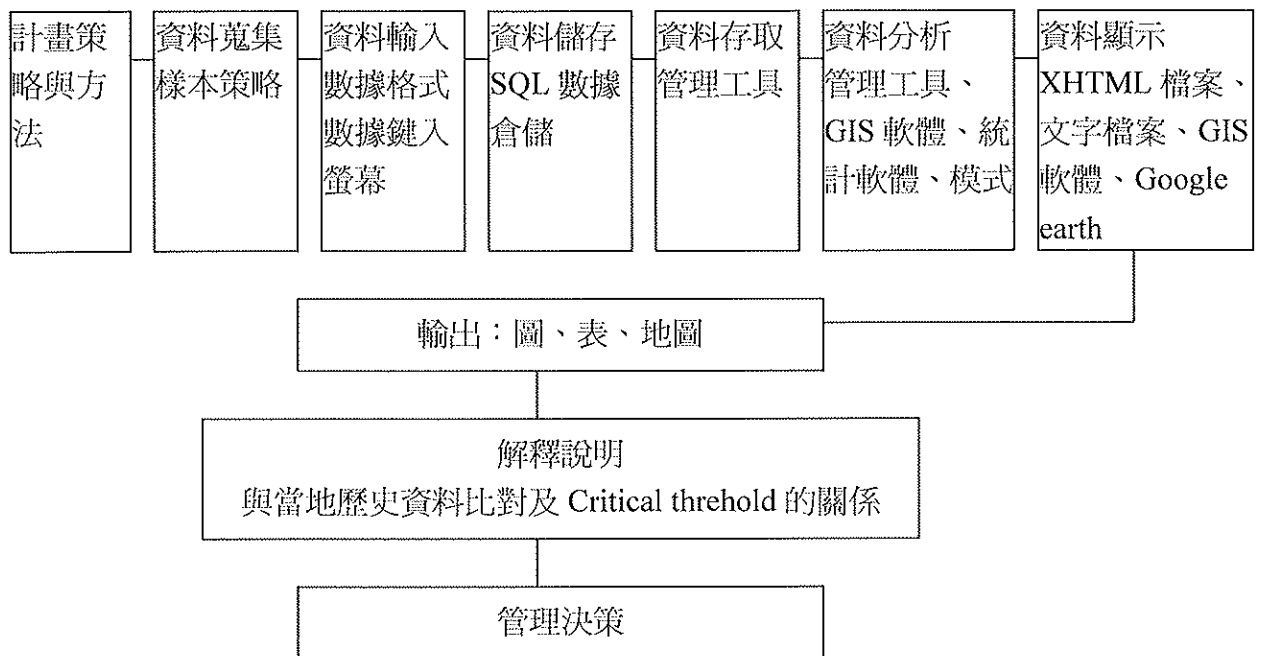 計畫策
略與方
法
資料蒐集
樣本策略
資料輸入
數據格式
數據鍵入
螢幕
資料儲存
SQL 數據
倉儲
資料存取
管理工具
資料分析
管理工具、
GIS 軟體、統
計軟體、模式
資料顯示
XHTML 檔案、
文字檔案、GIS
軟體、Google
earth
輸出：圖、表、地圖
解釋說明
與當地歷史資料比對及 Critical threhold 的關係
管理決策